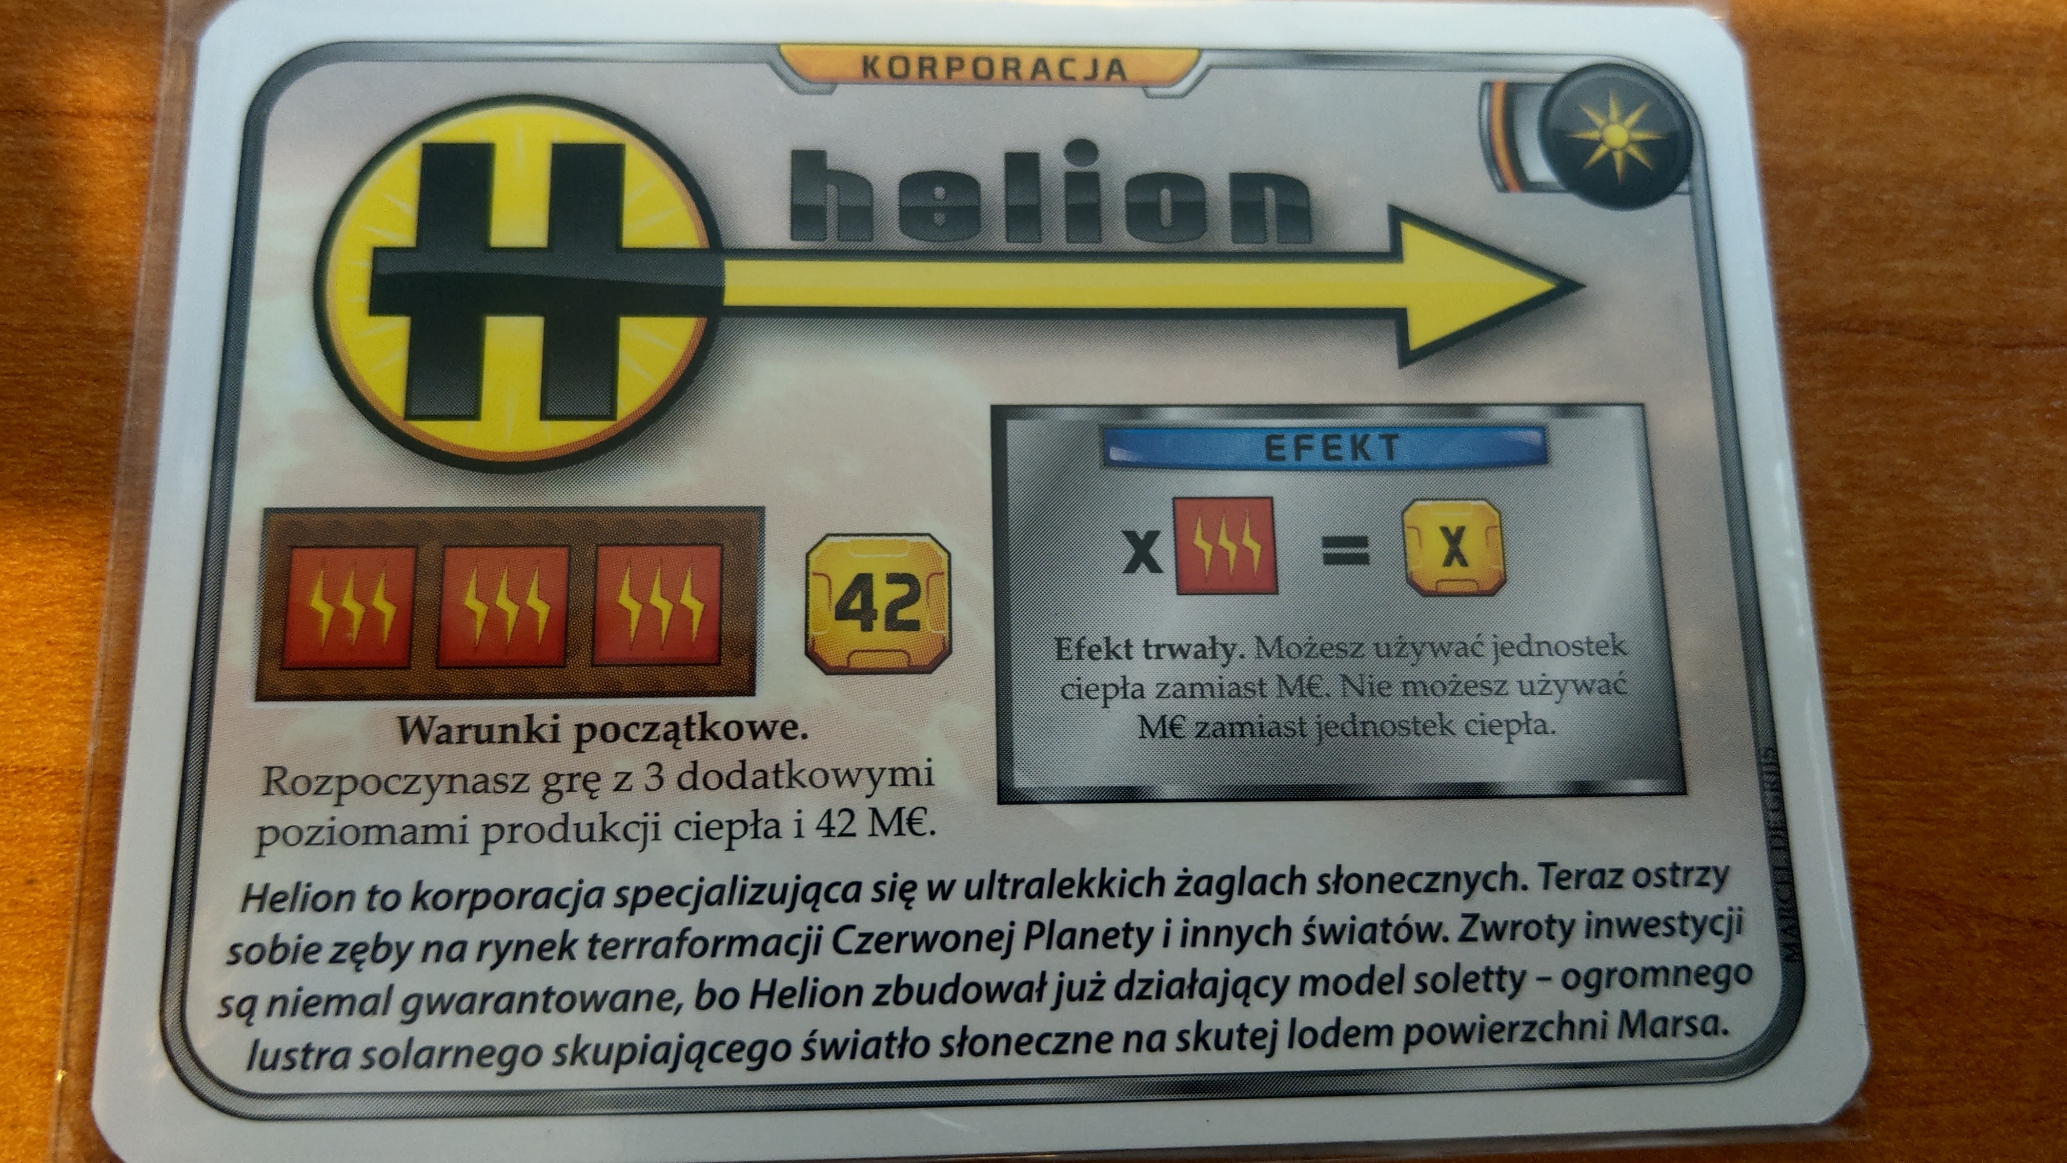 KORPORACJA
H
helion
EFEKT
x = X
42
Efekt trwały. Możesz używać jednostek
ciepła zamiast M€. Nie możesz używać
M€ zamiast jednostek ciepła.
Warunki początkowe.
Rozpoczynasz grę z 3 dodatkowymi
poziomami produkcji ciepła i 42 M€.
Helion to korporacja specjalizująca się w ultralekkich żaglach słonecznych. Teraz ostrzy
sobie zęby na rynek terraformacji Czerwonej Planety i innych światów. Zwroty inwestycji
są niemal gwarantowane, bo Helion zbudował już działający model soletty – ogromnego
lustra solarnego skupiającego światło słoneczne na skutej lodem powierzchni Marsa.